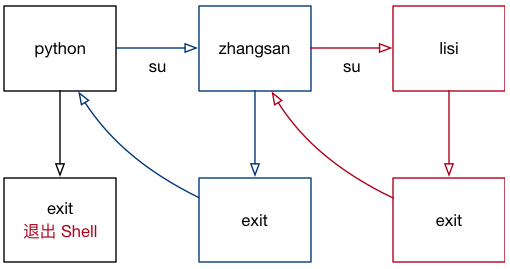 python
su
zhangsan
su
lisi
exit
退出 Shell
exit
exit